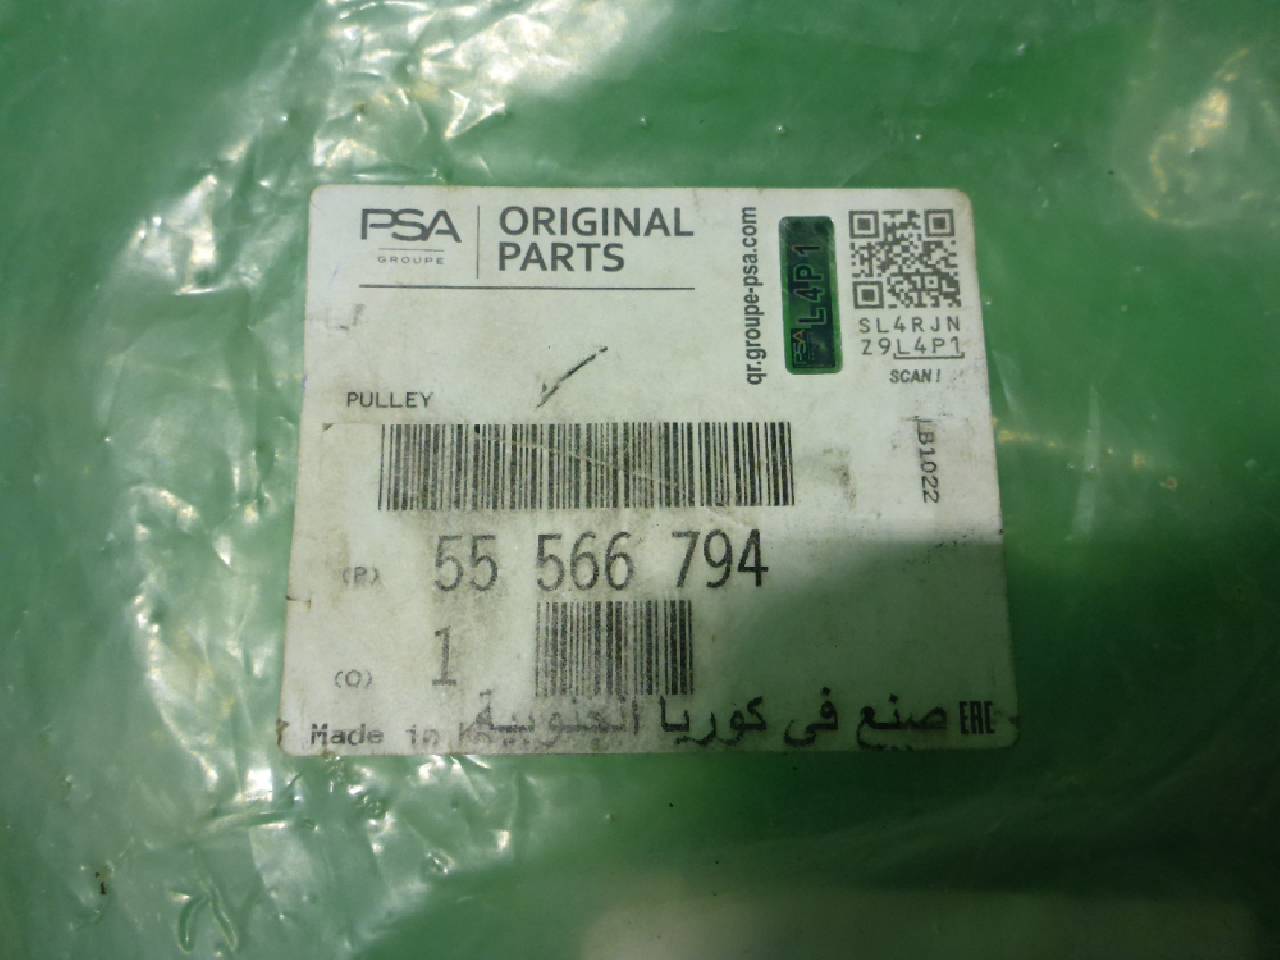 PSA
GROUPE
ORIGINAL
PARTS
qr.groupe-psa.com
PSA L4P1
SL4RJN
Z9L4P1
SCAN!
PULLEY
LB1022
(P) 55 566 794
(Q) 1
Made in
صنع في كوريا الجنوبية
EAC